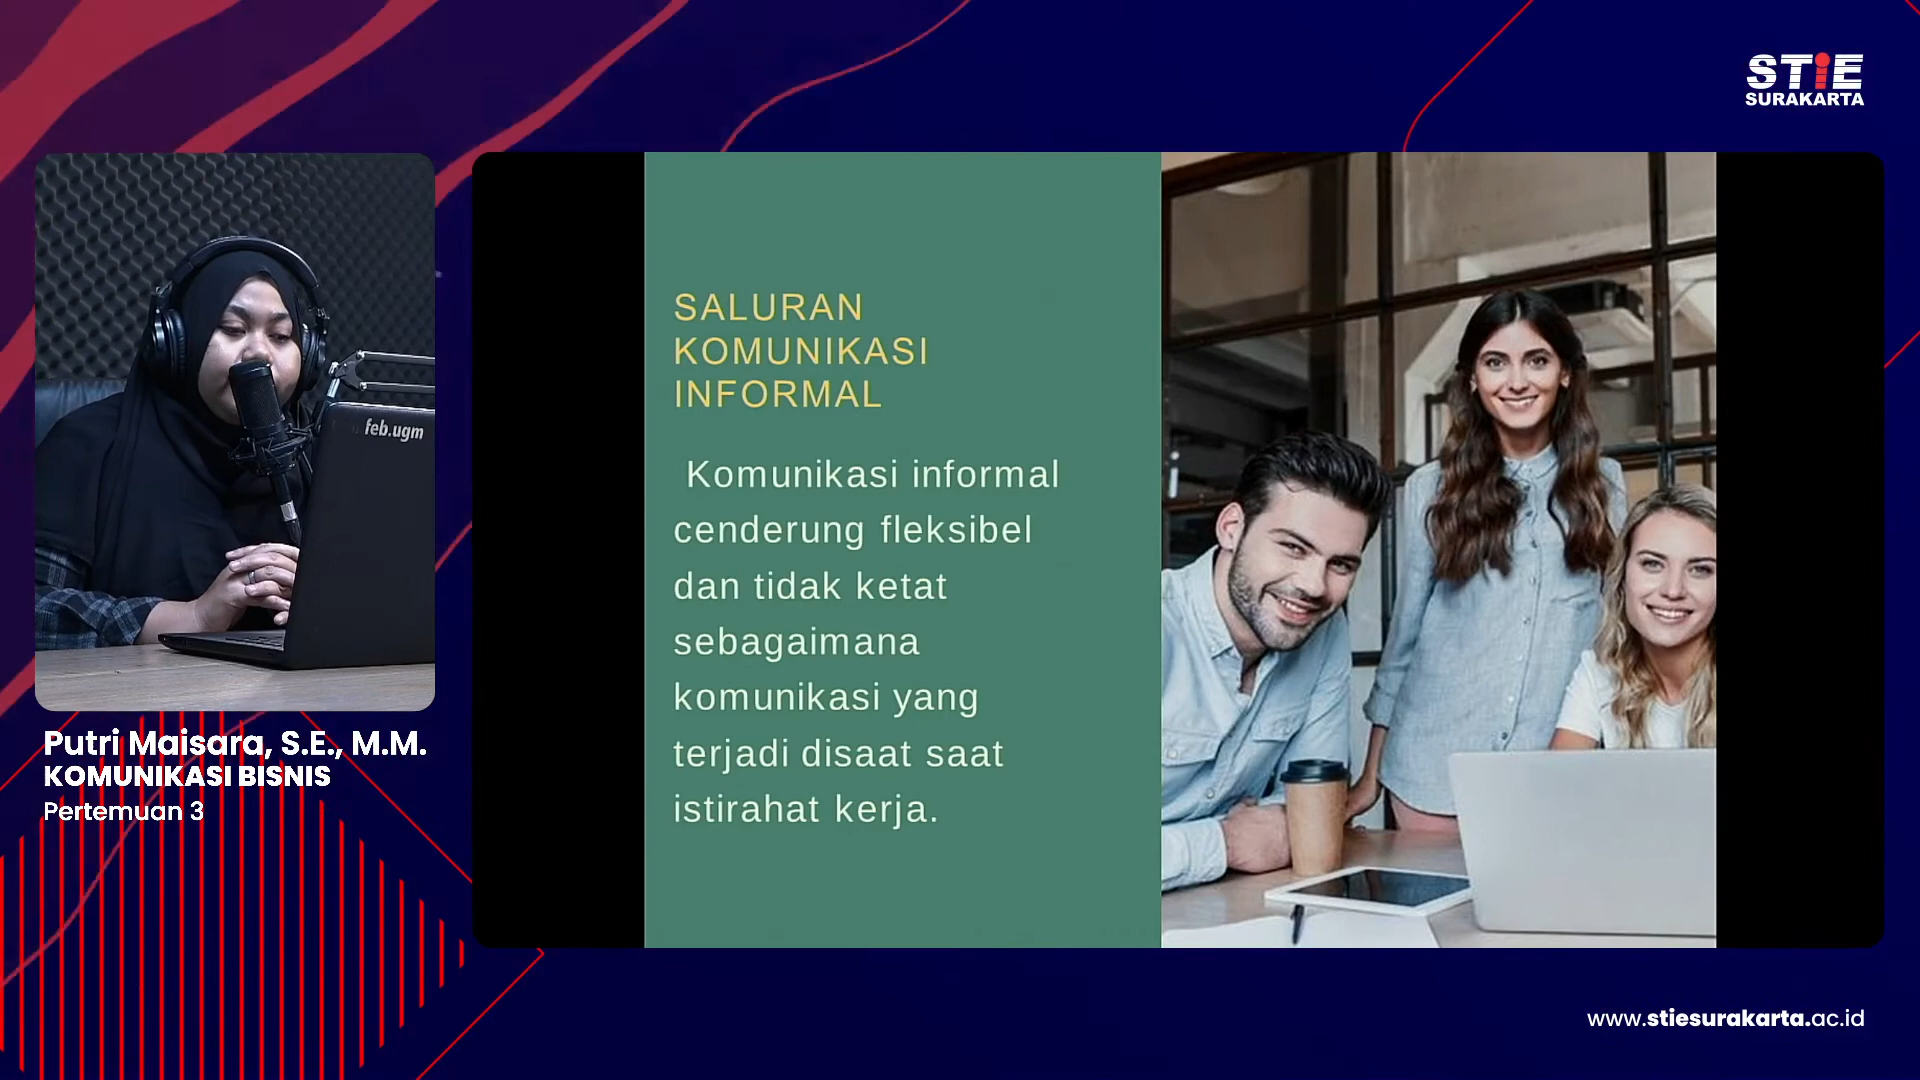 STiE
SURAKARTA
feb.ugm
SALURAN
KOMUNIKASI
INFORMAL
Komunikasi informal
cenderung fleksibel
dan tidak ketat
sebagaimana
komunikasi yang
terjadi disaat saat
istirahat kerja.
Putri Maisara, S.E., M.M.
KOMUNIKASI BISNIS
Pertemuan 3
www.stiesurakarta.ac.id